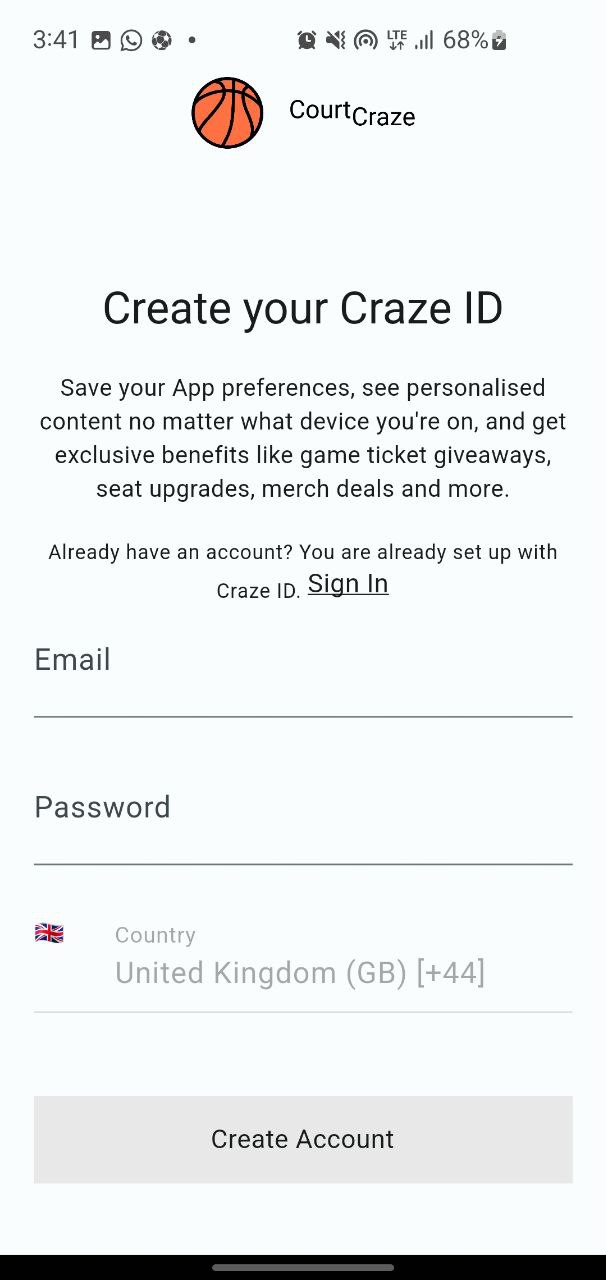 3:41 LTE 68%
CourtCraze
Create your Craze ID
Save your App preferences, see personalised
content no matter what device you're on, and get
exclusive benefits like game ticket giveaways,
seat upgrades, merch deals and more.
Already have an account? You are already set up with
Craze ID. Sign In
Email
Password
Country
United Kingdom (GB) [+44]
Create Account